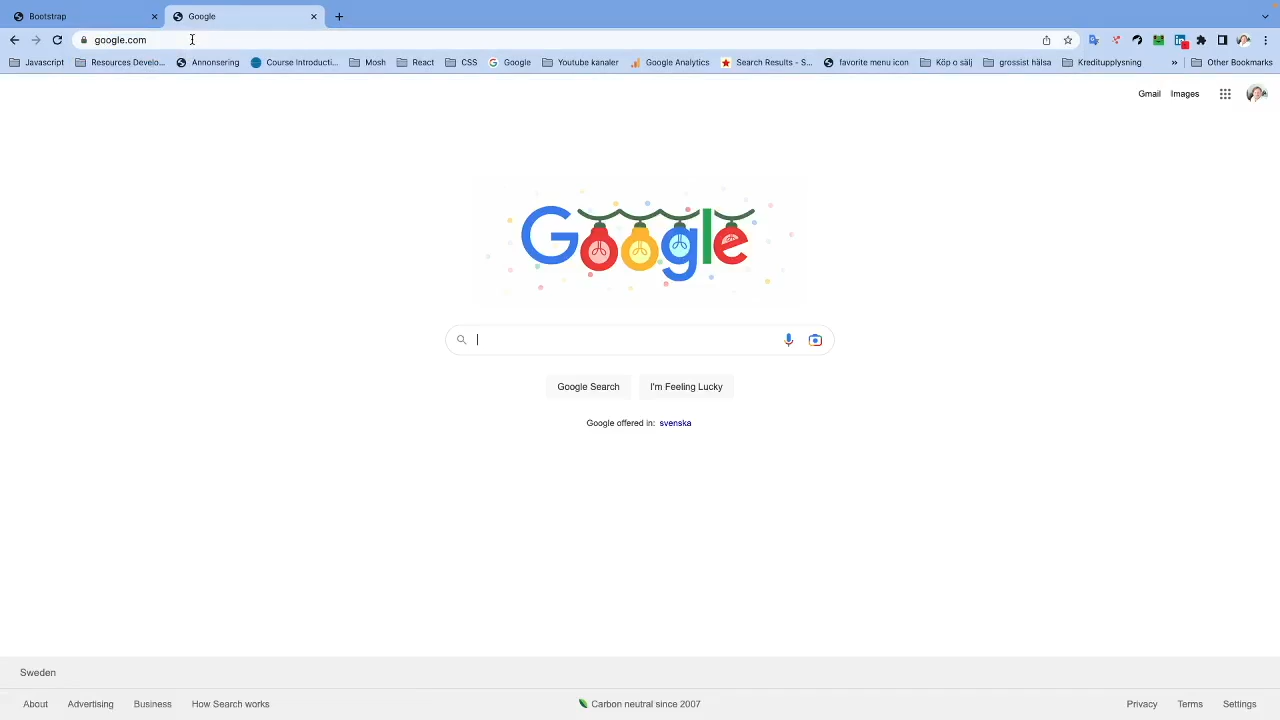 Bootstrap
Google
google.com
Javascript Resources Develo... Annonsering Course Introducti... Mosh React CSS Google Youtube kanaler Google Analytics Search Results - S... favorite menu icon Köp o sälj grossist hälsa Kreditupplysning » Other Bookmarks
Gmail Images
Google
Google Search I'm Feeling Lucky
Google offered in: svenska
Sweden
About Advertising Business How Search works Carbon neutral since 2007 Privacy Terms Settings